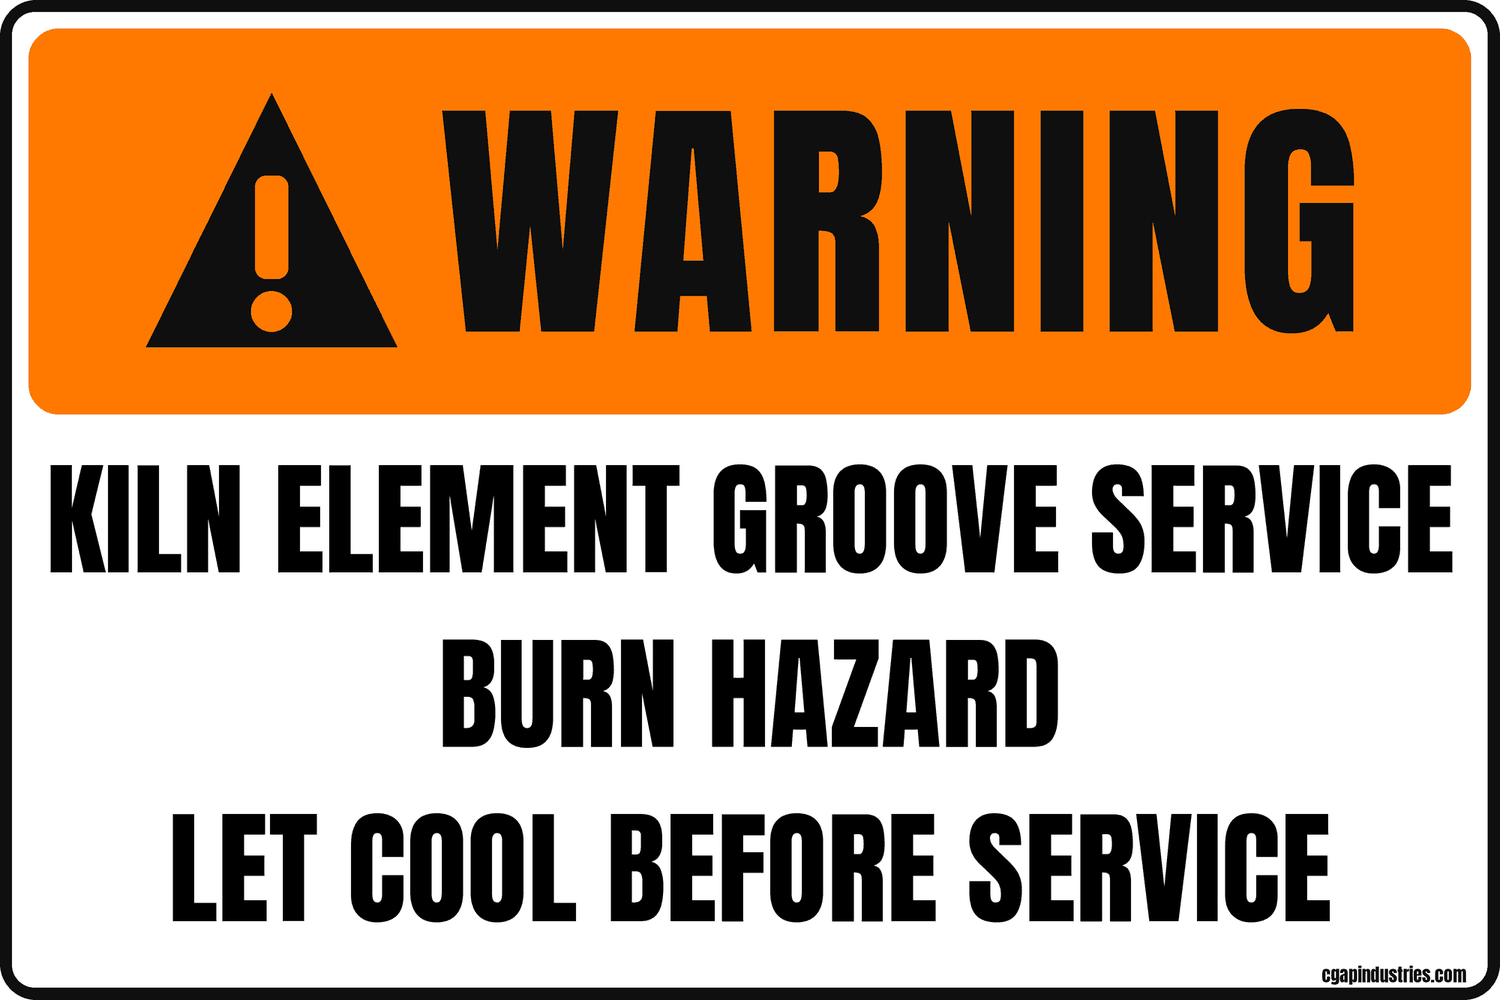 WARNING
KILN ELEMENT GROOVE SERVICE
BURN HAZARD
LET COOL BEFORE SERVICE
cgapindustries.com